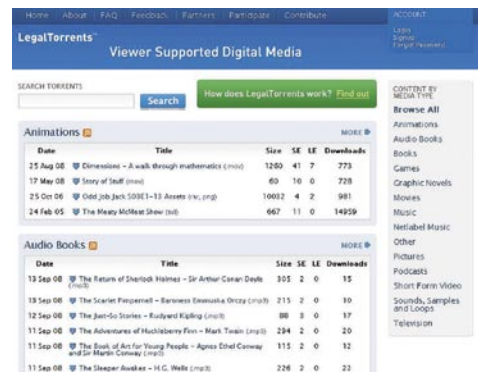 Home About FAQ Feedback Partners Participate Contribute
ACCOUNT
Login
Signup
Forgot Password
LegalTorrents™
Viewer Supported Digital Media
SEARCH TORRENTS
Search
How does LegalTorrents work? Find out
CONTENT BY
MEDIA TYPE
Browse All
Animations
Audio Books
Books
Games
Graphic Novels
Movies
Music
Netlabel Music
Other
Pictures
Podcasts
Short Form Video
Sounds, Samples
and Loops
Television
Animations MORE
Date Title Size SE LE Downloads
25 Aug 08 Dimensions – A walk through mathematics (.mov) 1260 41 7 773
17 May 08 Story of Stuff (mov) 60 10 0 728
25 Oct 06 Odd Job Jack S03E1–13 Assets (rar, png) 10032 4 2 981
24 Feb 05 The Meaty McMeat Show (avi) 667 11 0 14959
Audio Books MORE
Date Title Size SE LE Downloads
13 Sep 08 The Return of Sherlock Holmes – Sir Arthur Conan Doyle 305 2 0 15
(.mp3)
13 Sep 08 The Scarlet Pimpernell – Baroness Emmuska Orczy (.mp3) 215 2 0 10
12 Sep 08 The Just–So Stories – Rudyard Kipling (.mp3) 88 3 0 17
11 Sep 08 The Adventures of Huckleberry Finn – Mark Twain (.mp3) 294 2 0 20
11 Sep 08 The Book of Art for Young People – Agnes Ethel Conway 115 2 0 12
and Sir Martin Conway (.mp3)
11 Sep 08 The Sleeper Awakes – H.G. Wells (.mp3) 226 2 0 22